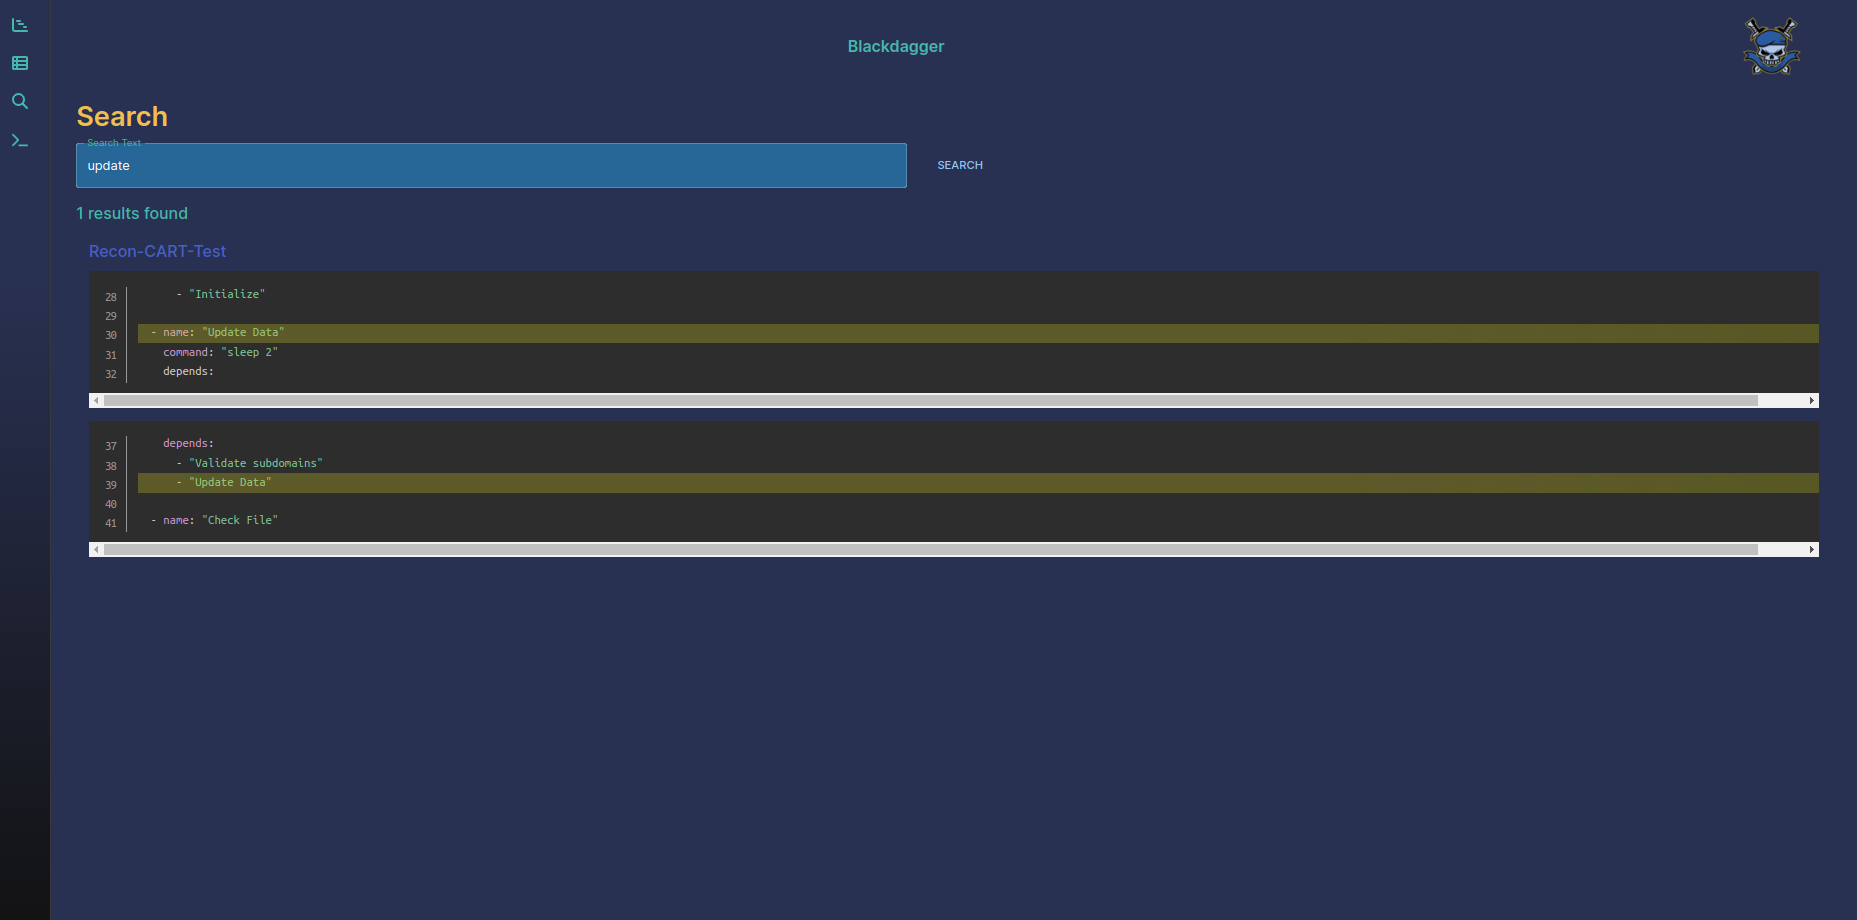 Blackdagger
Search
Search Text
update
SEARCH
1 results found
Recon-CART-Test
28       - "Initialize"
29
30   - name: "Update Data"
31     command: "sleep 2"
32     depends:
37     depends:
38       - "Validate subdomains"
39       - "Update Data"
40
41   - name: "Check File"